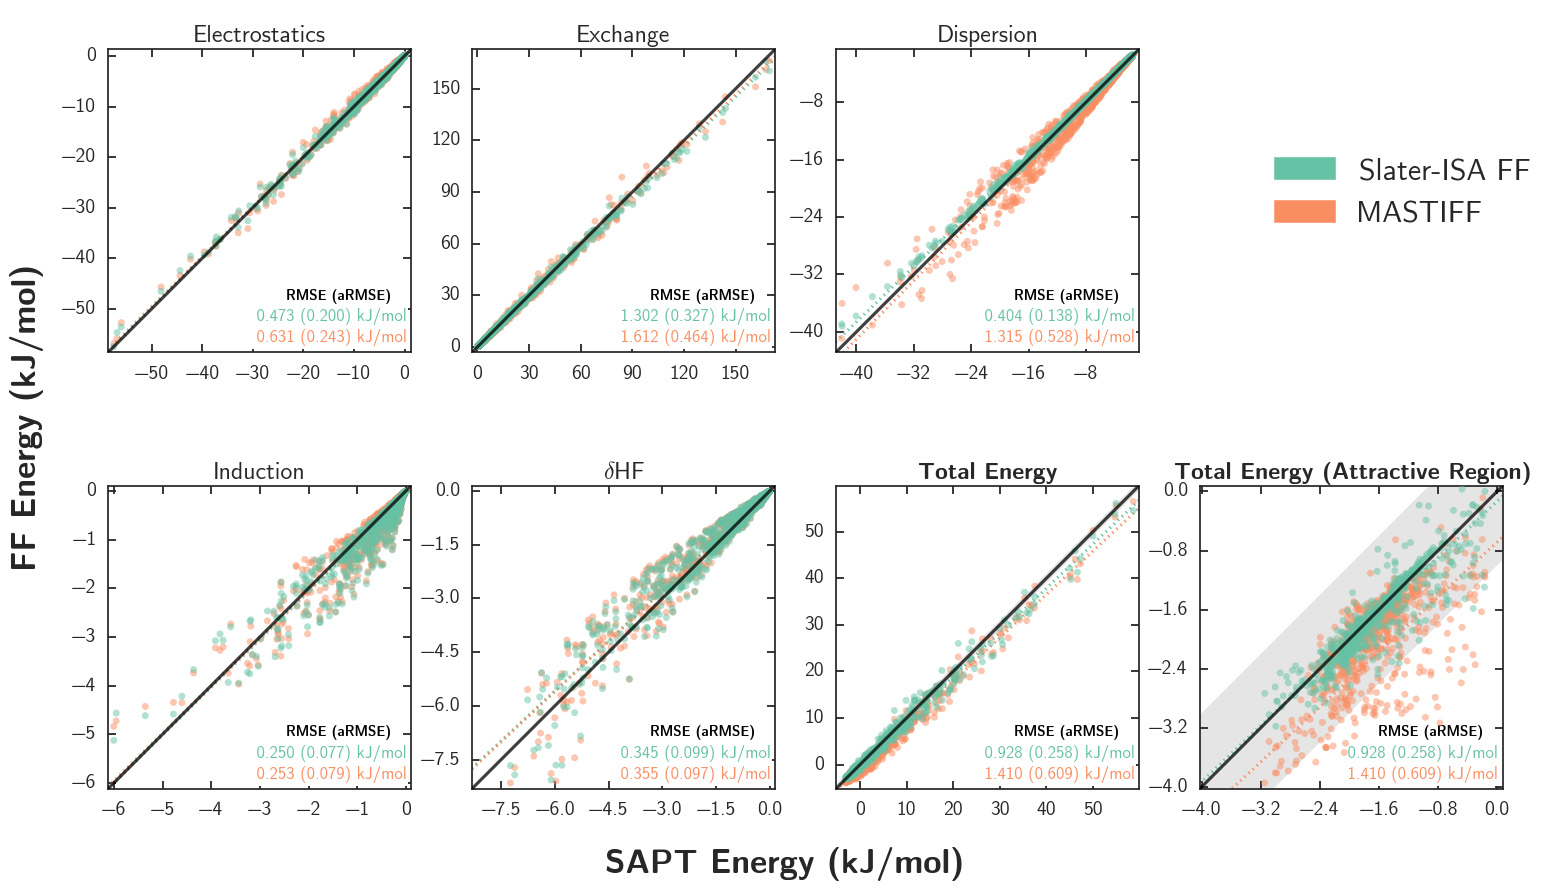 Electrostatics
0
−10
−20
−30
−40
−50
−50 −40 −30 −20 −10 0
RMSE (aRMSE)
0.473 (0.200) kJ/mol
0.631 (0.243) kJ/mol
Exchange
150
120
90
60
30
0
0 30 60 90 120 150
RMSE (aRMSE)
1.302 (0.327) kJ/mol
1.612 (0.464) kJ/mol
Dispersion
−8
−16
−24
−32
−40
−40 −32 −24 −16 −8
RMSE (aRMSE)
0.404 (0.138) kJ/mol
1.315 (0.528) kJ/mol
Slater-ISA FF
MASTIFF
FF Energy (kJ/mol)
Induction
0
−1
−2
−3
−4
−5
−6
−6 −5 −4 −3 −2 −1 0
RMSE (aRMSE)
0.250 (0.077) kJ/mol
0.253 (0.079) kJ/mol
δHF
0.0
−1.5
−3.0
−4.5
−6.0
−7.5
−7.5 −6.0 −4.5 −3.0 −1.5 0.0
RMSE (aRMSE)
0.345 (0.099) kJ/mol
0.355 (0.097) kJ/mol
Total Energy
50
40
30
20
10
0
0 10 20 30 40 50
RMSE (aRMSE)
0.928 (0.258) kJ/mol
1.410 (0.609) kJ/mol
Total Energy (Attractive Region)
0.0
−0.8
−1.6
−2.4
−3.2
−4.0
−4.0 −3.2 −2.4 −1.6 −0.8 0.0
RMSE (aRMSE)
0.928 (0.258) kJ/mol
1.410 (0.609) kJ/mol
SAPT Energy (kJ/mol)